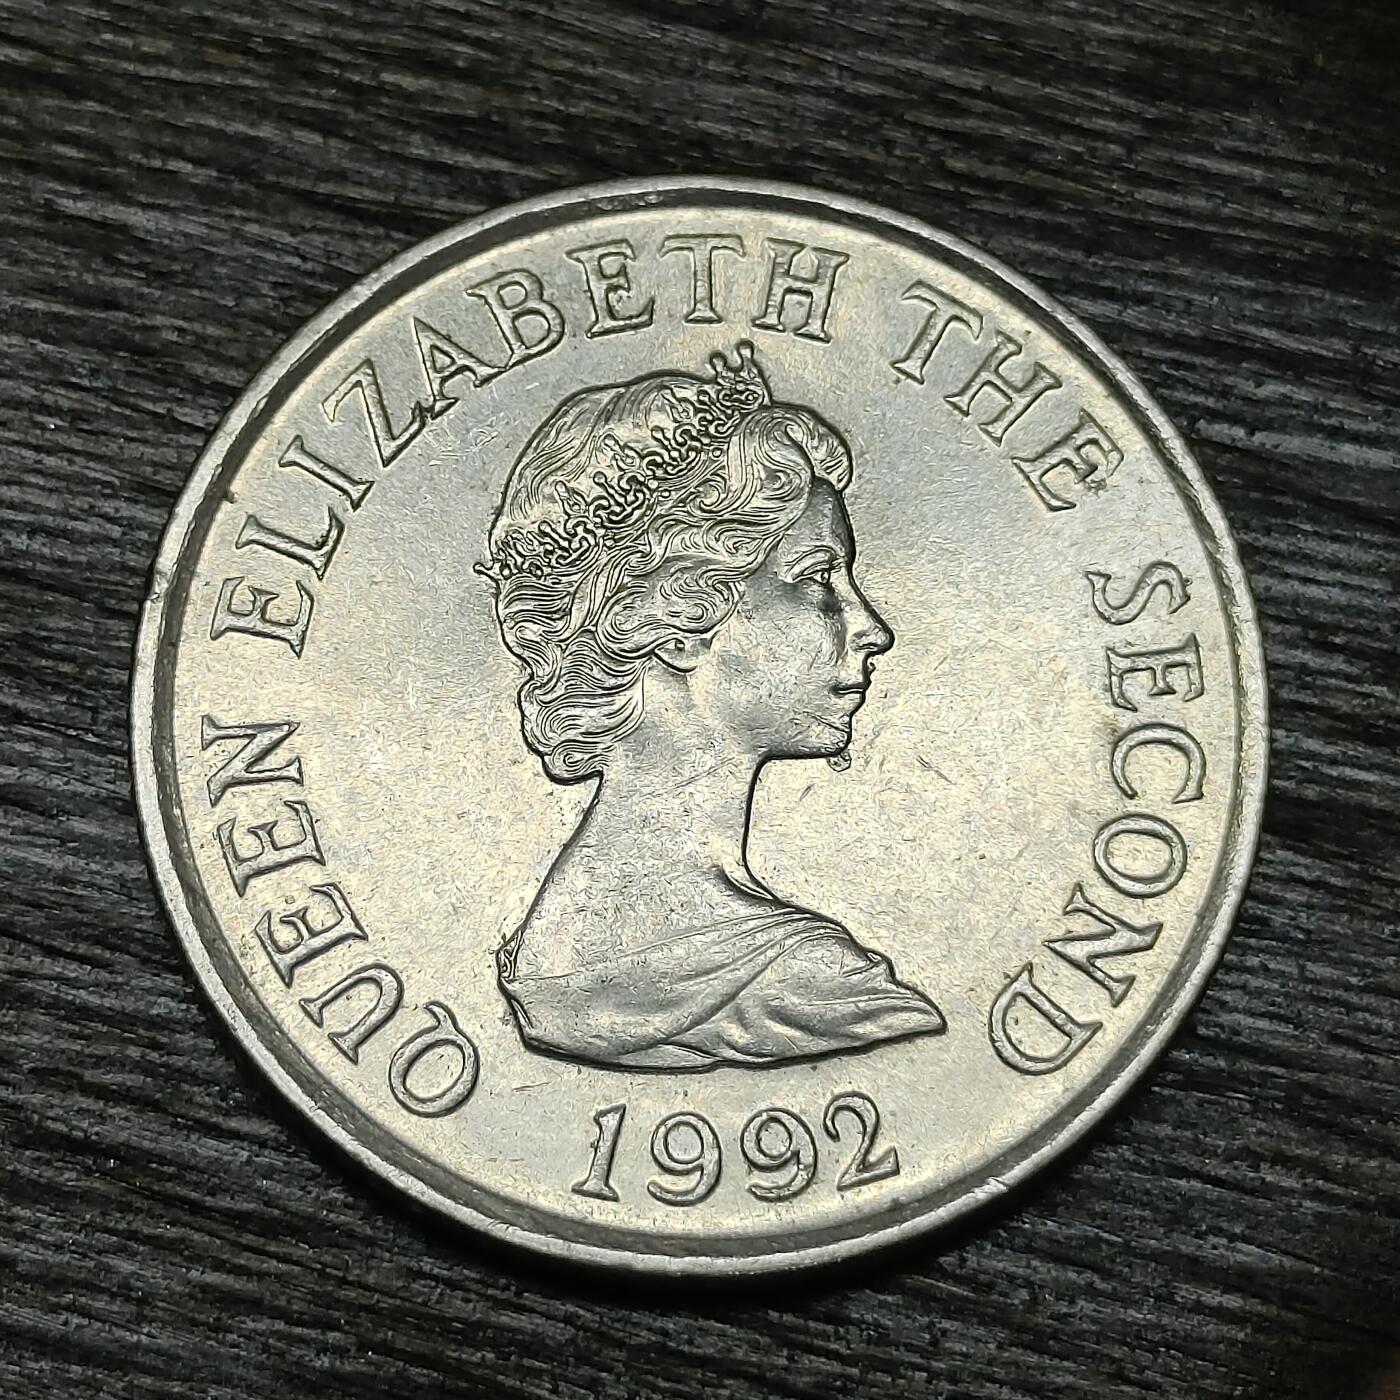 QUEEN ELIZABETH THE SECOND
1992